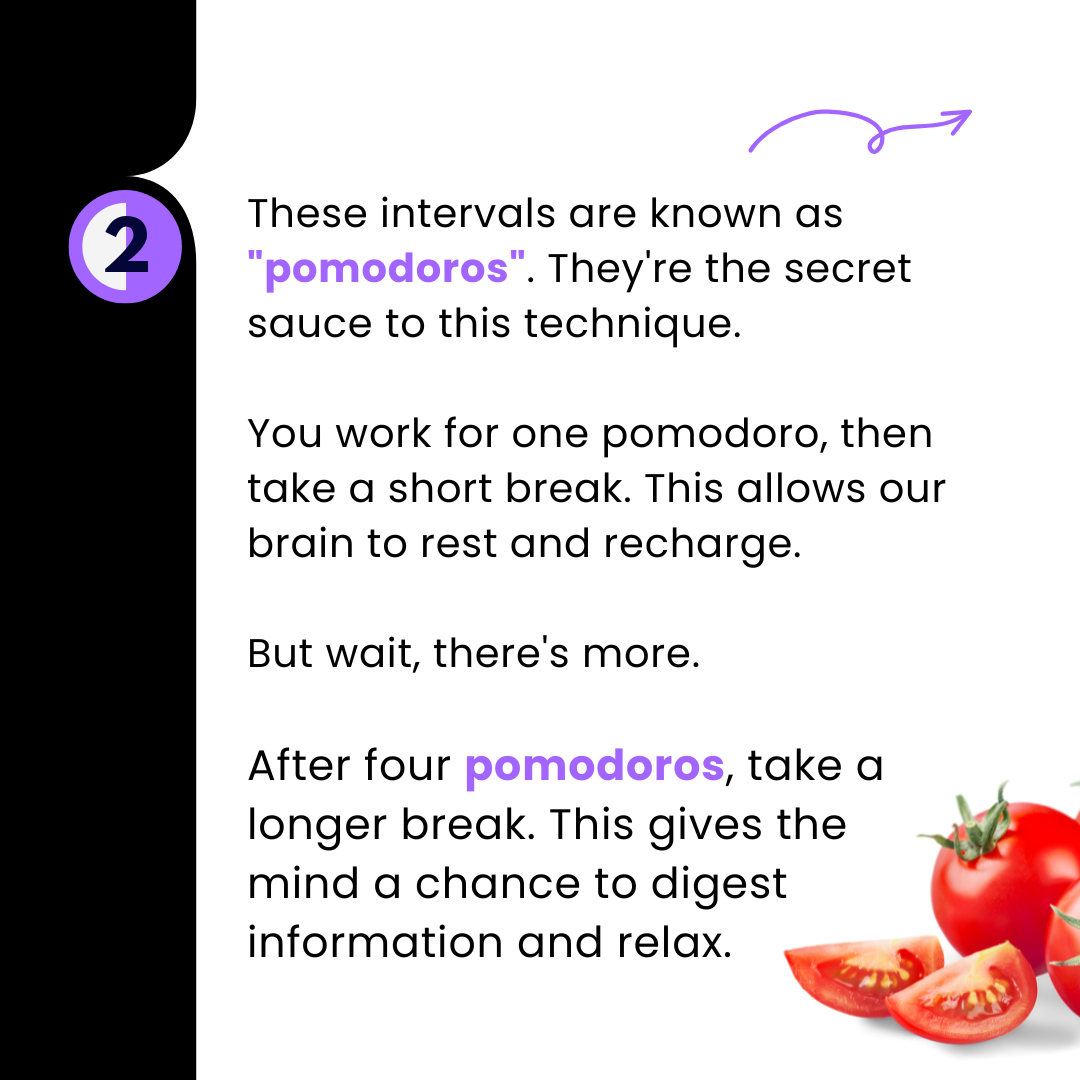 2
These intervals are known as
"pomodoros". They're the secret
sauce to this technique.
You work for one pomodoro, then
take a short break. This allows our
brain to rest and recharge.
But wait, there's more.
After four pomodoros, take a
longer break. This gives the
mind a chance to digest
information and relax.